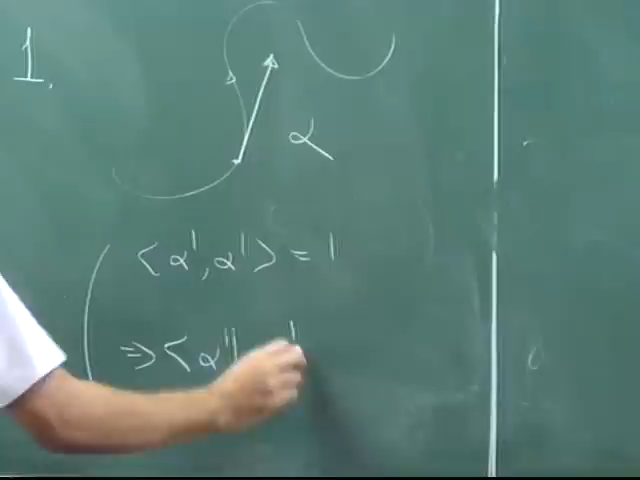 1.
α
<α', α'> = 1
⇒ <α''